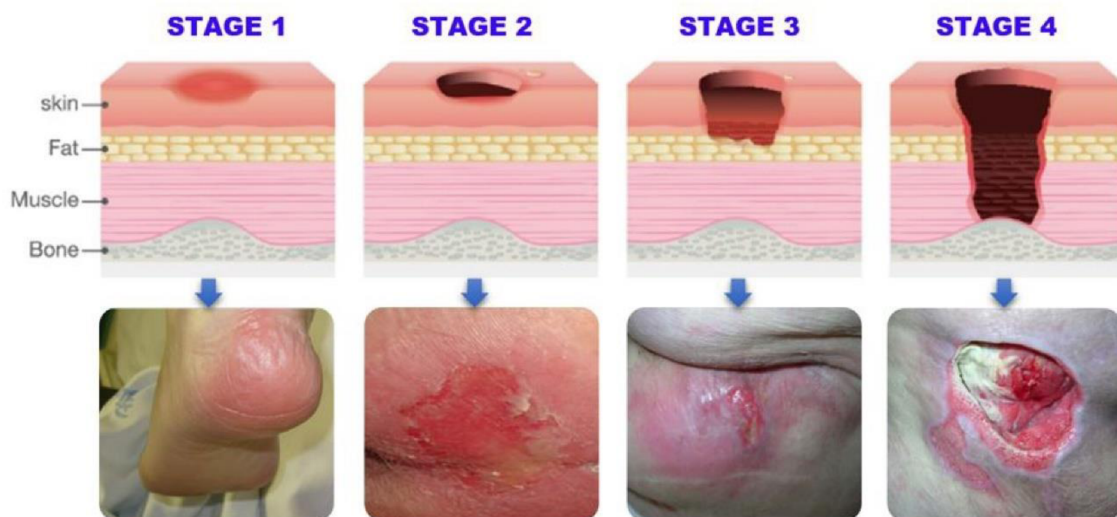 STAGE 1 STAGE 2 STAGE 3 STAGE 4
skin
Fat
Muscle
Bone